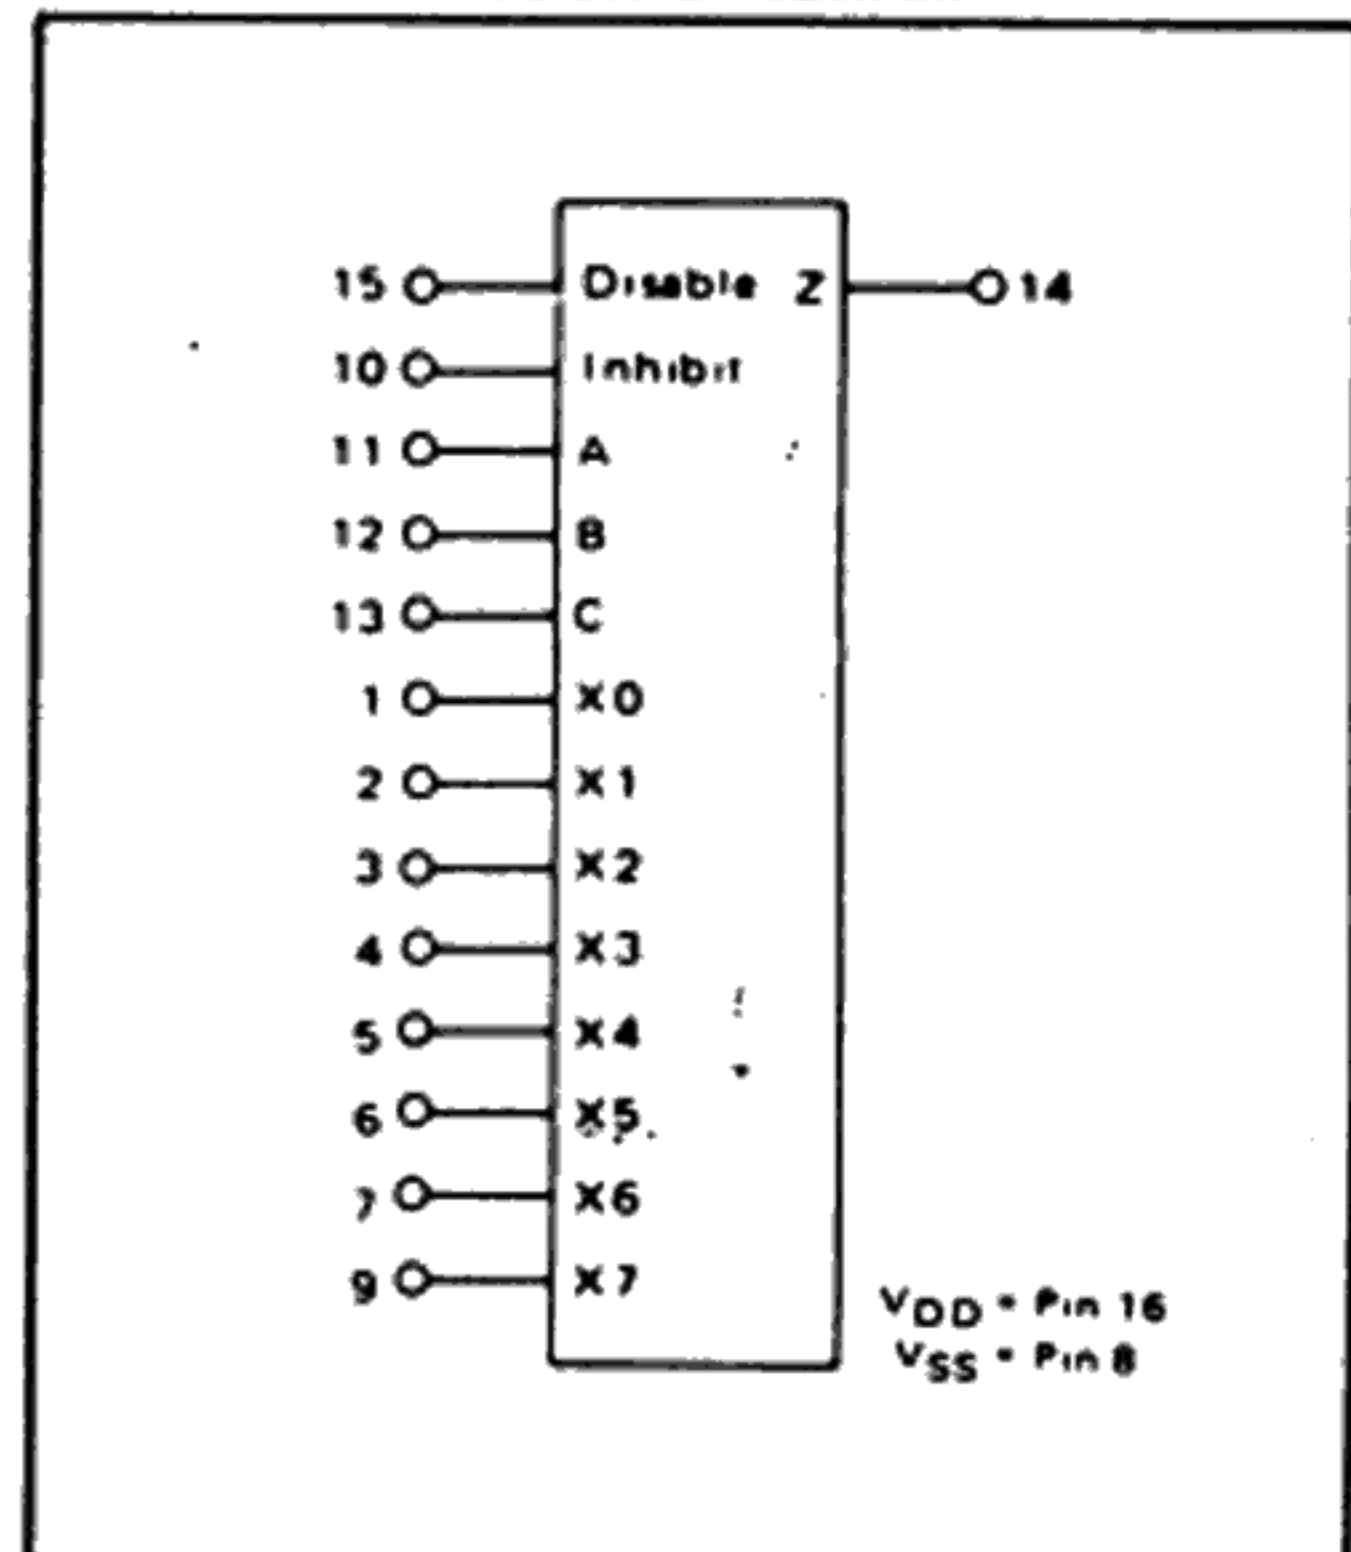 15 Disable Z 14
10 Inhibit
11 A
12 B
13 C
1 X0
2 X1
3 X2
4 X3
5 X4
6 X5
7 X6
9 X7
VDD = Pin 16
VSS = Pin 8